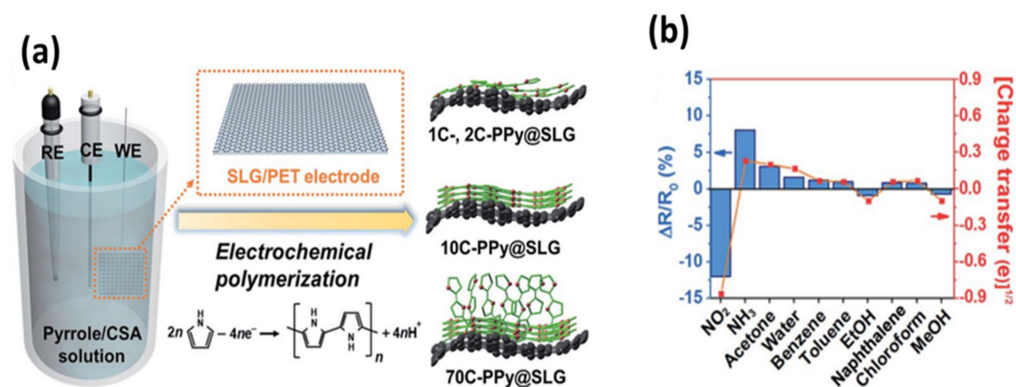 (a)
RE
CE
WE
SLG/PET electrode
Electrochemical
polymerization
Pyrrole/CSA
solution
2n
H
N
- 4ne⁻
H
N
N
H
n
+ 4nH⁺
1C-, 2C-PPy@SLG
10C-PPy@SLG
70C-PPy@SLG
(b)
ΔR/R₀ (%)
15
10
5
0
-5
-10
-15
0.9
0.6
0.3
0.0
-0.3
-0.6
-0.9
[Charge transfer (e)]^1/2
NO₂
NH₃
Acetone
Water
Benzene
Toluene
EtOH
Naphthalene
Chloroform
MeOH